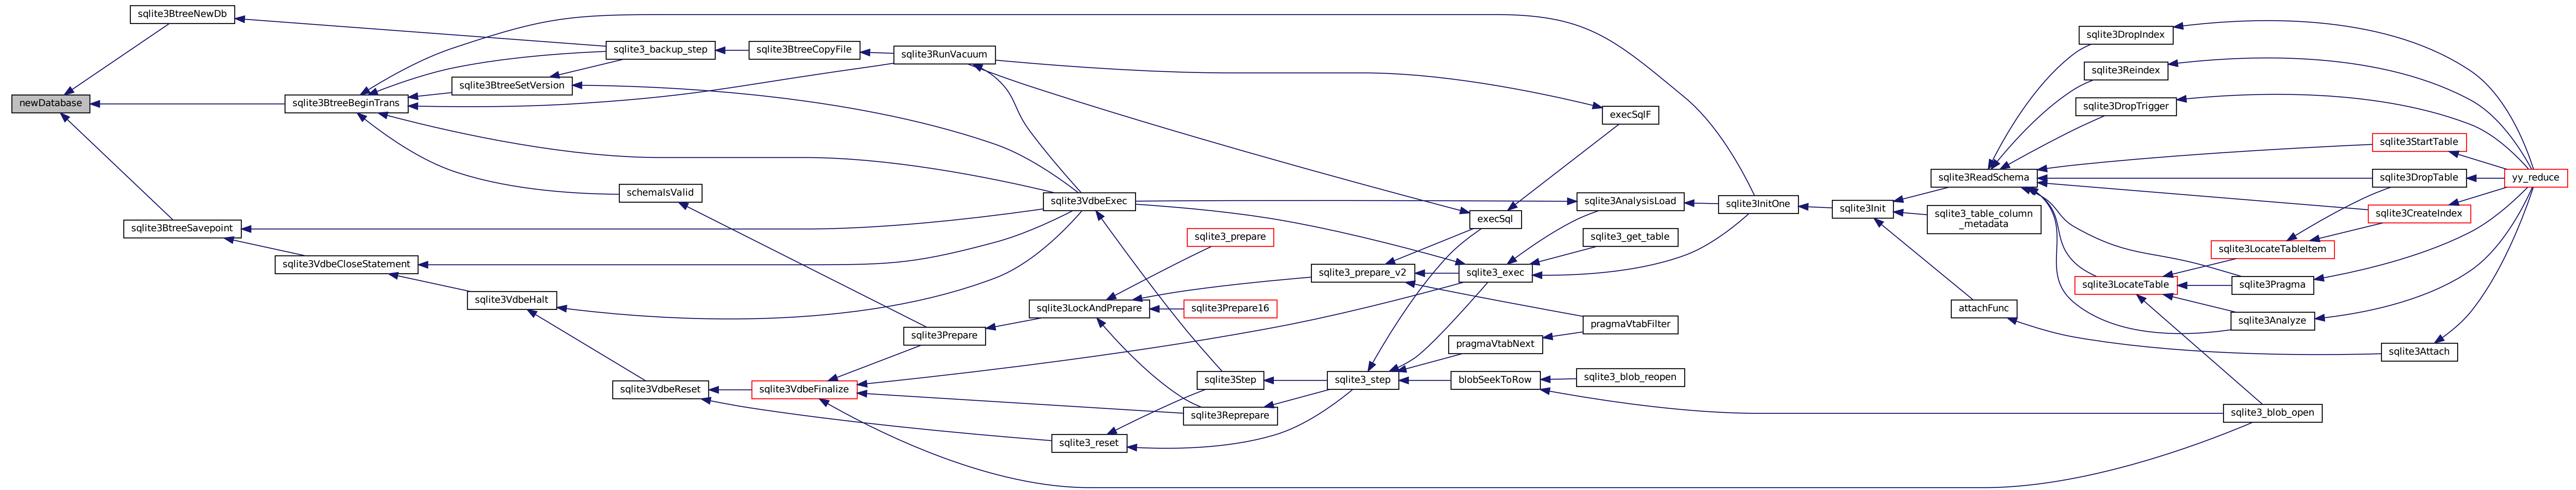 newDatabase
sqlite3BtreeNewDb
sqlite3BtreeBeginTrans
sqlite3BtreeSavepoint
sqlite3_backup_step
sqlite3BtreeSetVersion
sqlite3BtreeCopyFile
sqlite3RunVacuum
schemaIsValid
sqlite3VdbeExec
sqlite3VdbeCloseStatement
sqlite3VdbeHalt
sqlite3VdbeReset
sqlite3VdbeFinalize
sqlite3Prepare
sqlite3LockAndPrepare
sqlite3_reset
sqlite3_prepare
sqlite3Prepare16
sqlite3Step
sqlite3Reprepare
sqlite3_prepare_v2
sqlite3_step
execSql
sqlite3_exec
pragmaVtabNext
blobSeekToRow
execSqlF
sqlite3AnalysisLoad
sqlite3_get_table
pragmaVtabFilter
sqlite3_blob_reopen
sqlite3InitOne
sqlite3Init
sqlite3ReadSchema
sqlite3_table_column
_metadata
attachFunc
sqlite3DropIndex
sqlite3Reindex
sqlite3DropTrigger
sqlite3LocateTable
sqlite3StartTable
sqlite3DropTable
sqlite3CreateIndex
sqlite3LocateTableItem
sqlite3Pragma
sqlite3Analyze
sqlite3Attach
sqlite3_blob_open
yy_reduce